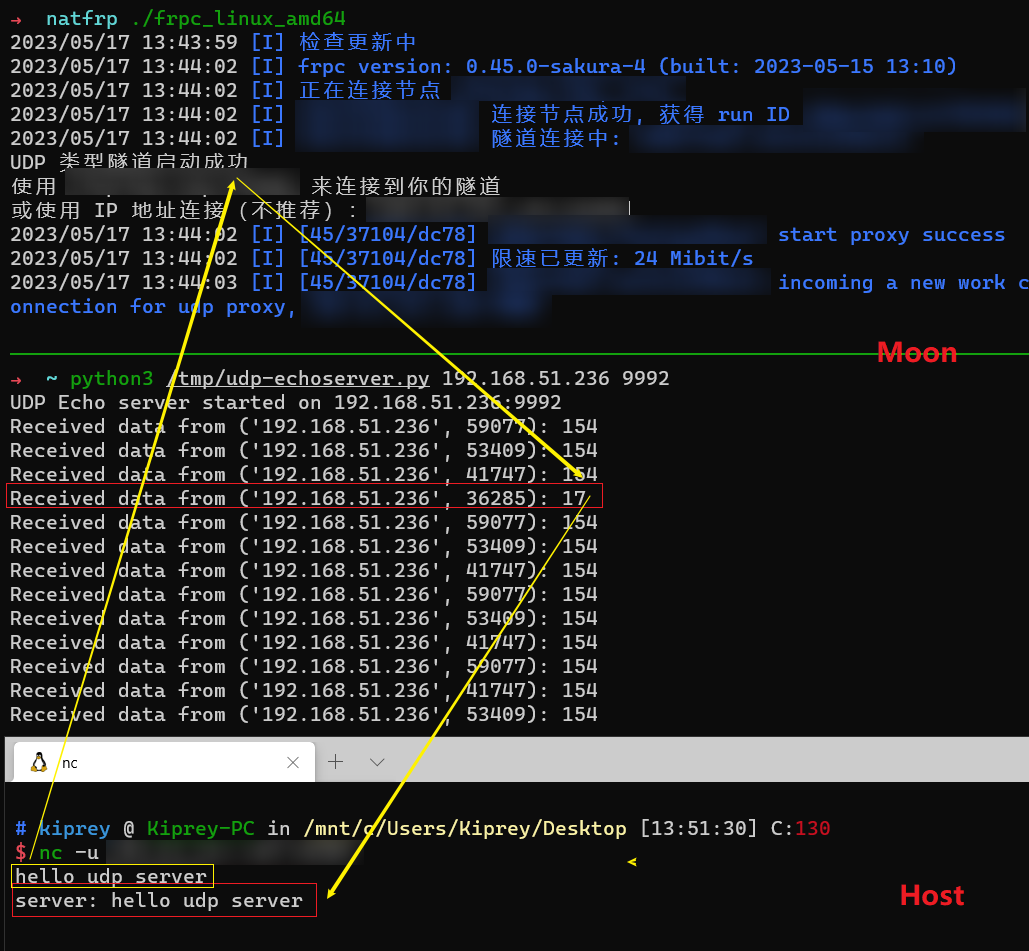 → natfrp ./frpc_linux_amd64
2023/05/17 13:43:59 [I] 检查更新中
2023/05/17 13:44:02 [I] frpc version: 0.45.0-sakura-4 (built: 2023-05-15 13:10)
2023/05/17 13:44:02 [I] 正在连接节点
2023/05/17 13:44:02 [I] 连接节点成功, 获得 run ID
2023/05/17 13:44:02 [I] 隧道连接中:
UDP 类型隧道启动成功
使用 来连接到你的隧道
或使用 IP 地址连接（不推荐）:
2023/05/17 13:44:02 [I] [45/37104/dc78] start proxy success
2023/05/17 13:44:02 [I] [45/37104/dc78] 限速已更新: 24 Mibit/s
2023/05/17 13:44:03 [I] [45/37104/dc78] incoming a new work c
onnection for udp proxy,
Moon
→ ~ python3 /tmp/udp-echoserver.py 192.168.51.236 9992
UDP Echo server started on 192.168.51.236:9992
Received data from ('192.168.51.236', 59077): 154
Received data from ('192.168.51.236', 53409): 154
Received data from ('192.168.51.236', 41747): 154
Received data from ('192.168.51.236', 36285): 17
Received data from ('192.168.51.236', 59077): 154
Received data from ('192.168.51.236', 53409): 154
Received data from ('192.168.51.236', 41747): 154
Received data from ('192.168.51.236', 59077): 154
Received data from ('192.168.51.236', 53409): 154
Received data from ('192.168.51.236', 41747): 154
Received data from ('192.168.51.236', 59077): 154
Received data from ('192.168.51.236', 41747): 154
Received data from ('192.168.51.236', 53409): 154
nc
# kiprey @ Kiprey-PC in /mnt/c/Users/Kiprey/Desktop [13:51:30] C:130
$ nc -u
hello udp server
server: hello udp server
Host